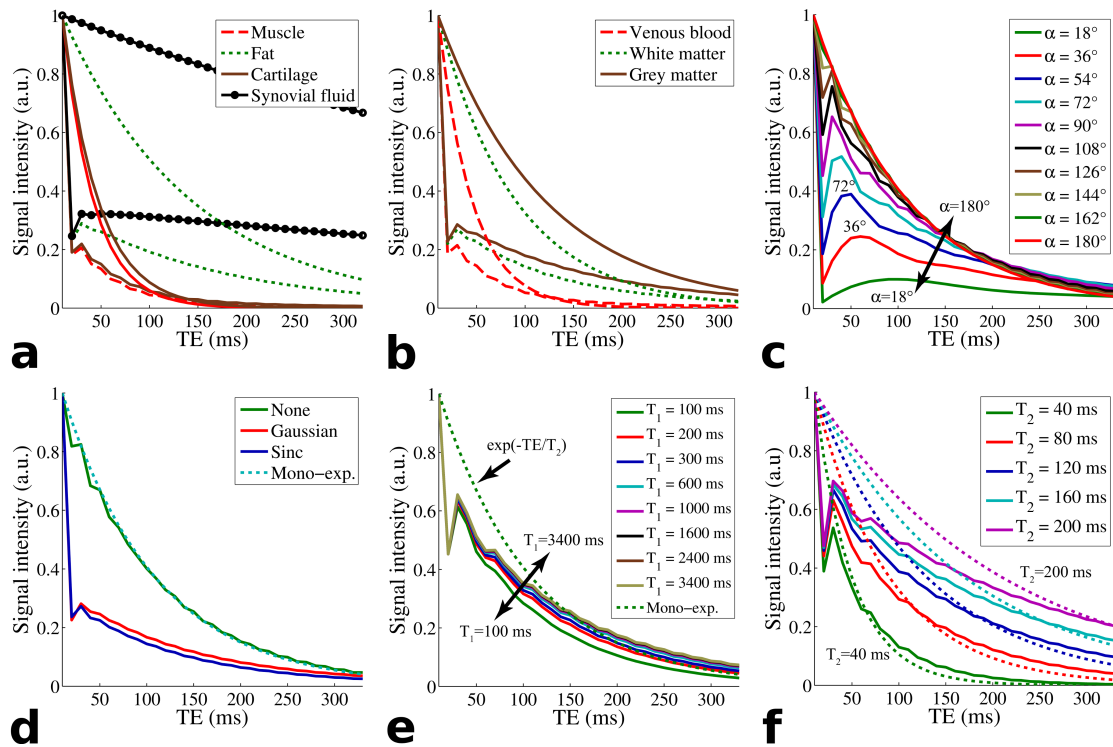 Signal intensity (a.u.)
1
0.8
0.6
0.4
0.2
0
Muscle
Fat
Cartilage
Synovial fluid
50 100 150 200 250 300
TE (ms)
a
Signal intensity (a.u.)
1
0.8
0.6
0.4
0.2
0
Venous blood
White matter
Grey matter
50 100 150 200 250 300
TE (ms)
b
Signal intensity (a.u.)
1
0.8
0.6
0.4
0.2
0
α = 18°
α = 36°
α = 54°
α = 72°
α = 90°
α = 108°
α = 126°
α = 144°
α = 162°
α = 180°
72°
36°
α=180°
α=18°
50 100 150 200 250 300
TE (ms)
c
Signal intensity (a.u.)
1
0.8
0.6
0.4
0.2
0
None
Gaussian
Sinc
Mono-exp.
50 100 150 200 250 300
TE (ms)
d
Signal intensity (a.u.)
1
0.8
0.6
0.4
0.2
0
exp(-TE/T2)
T1 = 100 ms
T1 = 200 ms
T1 = 300 ms
T1 = 600 ms
T1 = 1000 ms
T1 = 1600 ms
T1 = 2400 ms
T1 = 3400 ms
Mono-exp.
T1=3400 ms
T1=100 ms
50 100 150 200 250 300
TE (ms)
e
Signal intensity (a.u)
1
0.8
0.6
0.4
0.2
0
T2 = 40 ms
T2 = 80 ms
T2 = 120 ms
T2 = 160 ms
T2 = 200 ms
T2=200 ms
T2=40 ms
50 100 150 200 250 300
TE (ms)
f